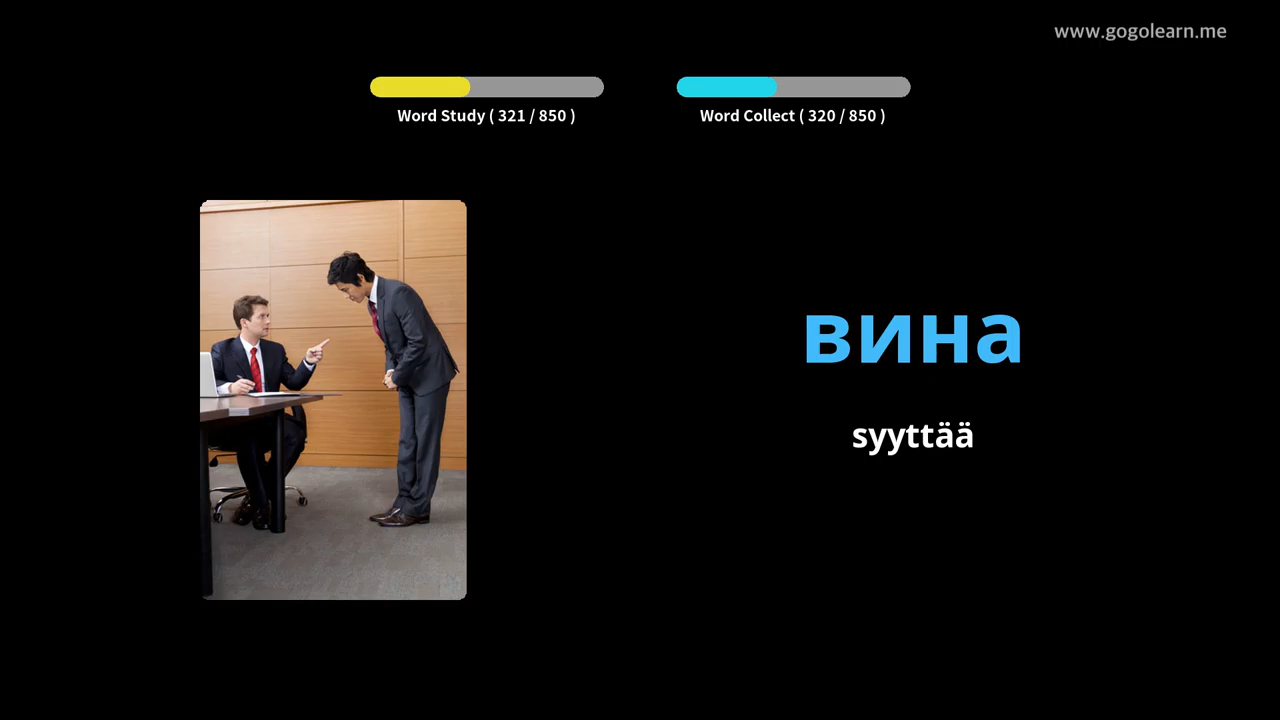 www.gogolearn.me
Word Study ( 321 / 850 )
Word Collect ( 320 / 850 )
вина
syyttää